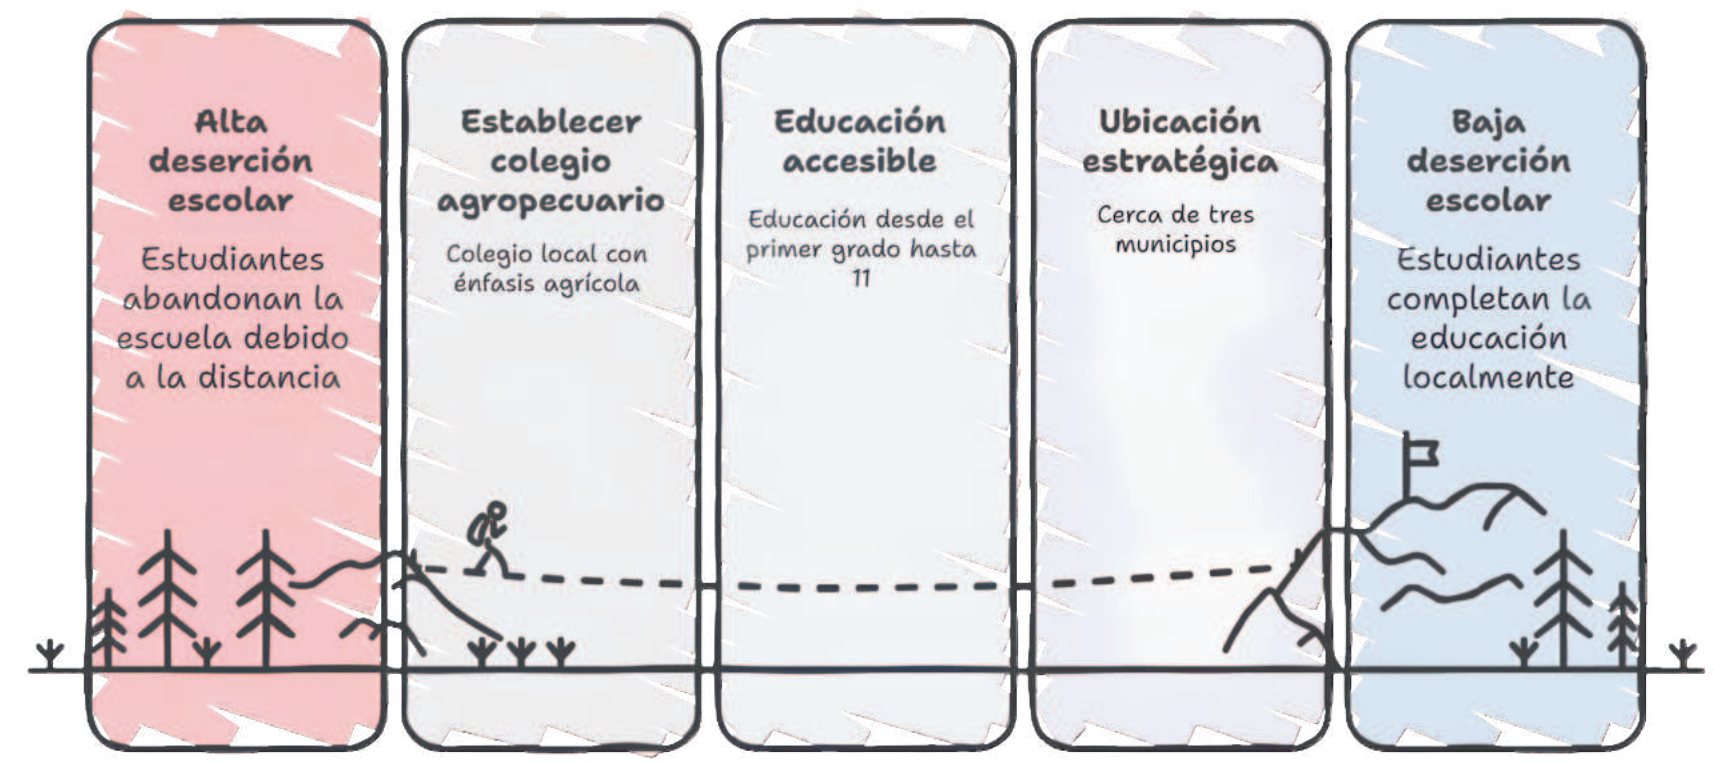 Alta
deserción
escolar
Estudiantes
abandonan la
escuela debido
a la distancia
Establecer
colegio
agropecuario
Colegio local con
énfasis agrícola
Educación
accesible
Educación desde el
primer grado hasta
11
Ubicación
estratégica
Cerca de tres
municipios
Baja
deserción
escolar
Estudiantes
completan la
educación
localmente